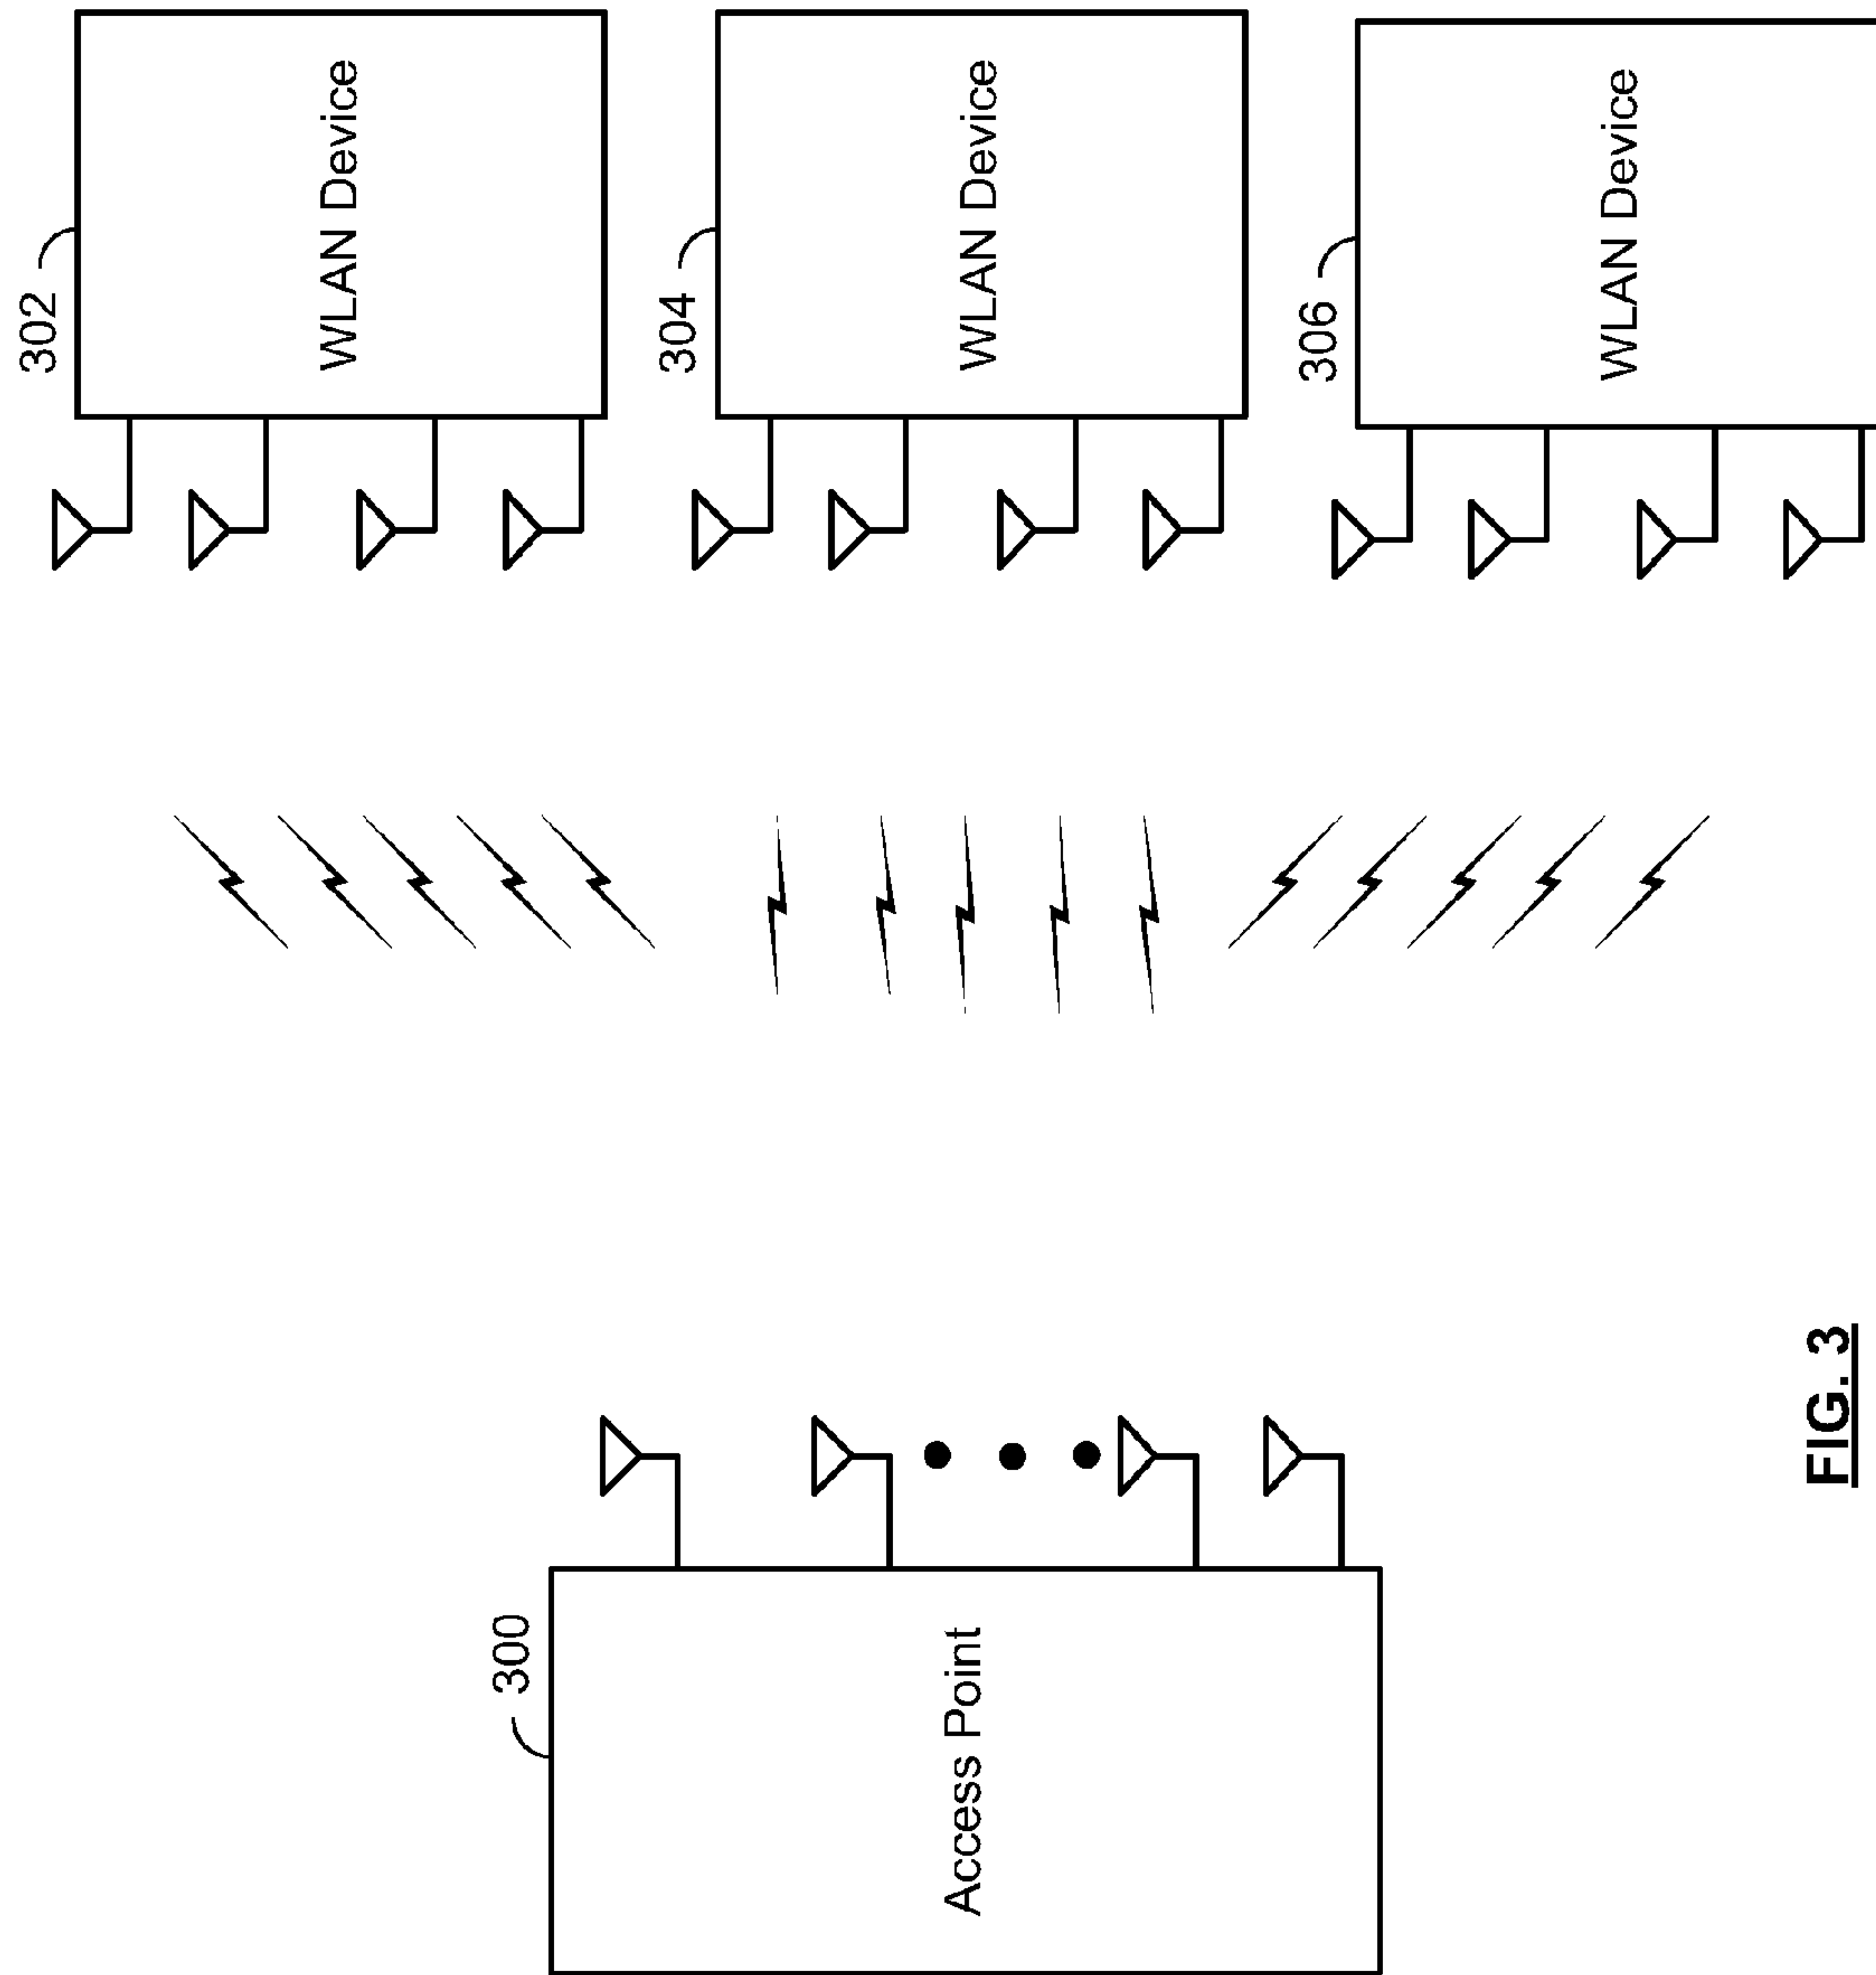 302
WLAN Device
304
WLAN Device
306
WLAN Device
300
Access Point
FIG. 3